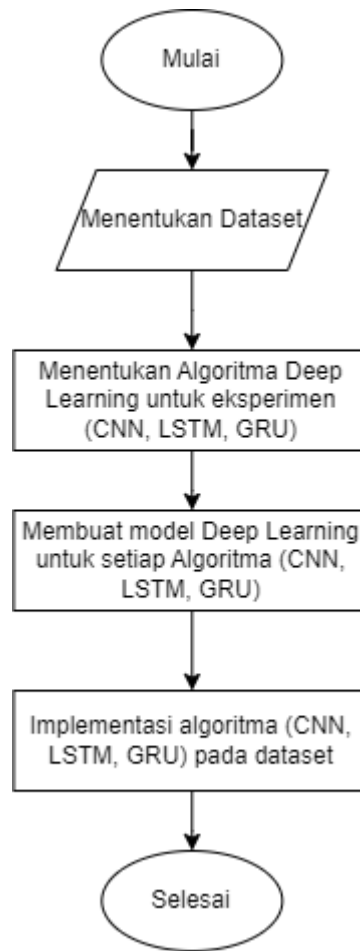 Mulai
Menentukan Dataset
Menentukan Algoritma Deep
Learning untuk eksperimen
(CNN, LSTM, GRU)
Membuat model Deep Learning
untuk setiap Algoritma (CNN,
LSTM, GRU)
Implementasi algoritma (CNN,
LSTM, GRU) pada dataset
Selesai